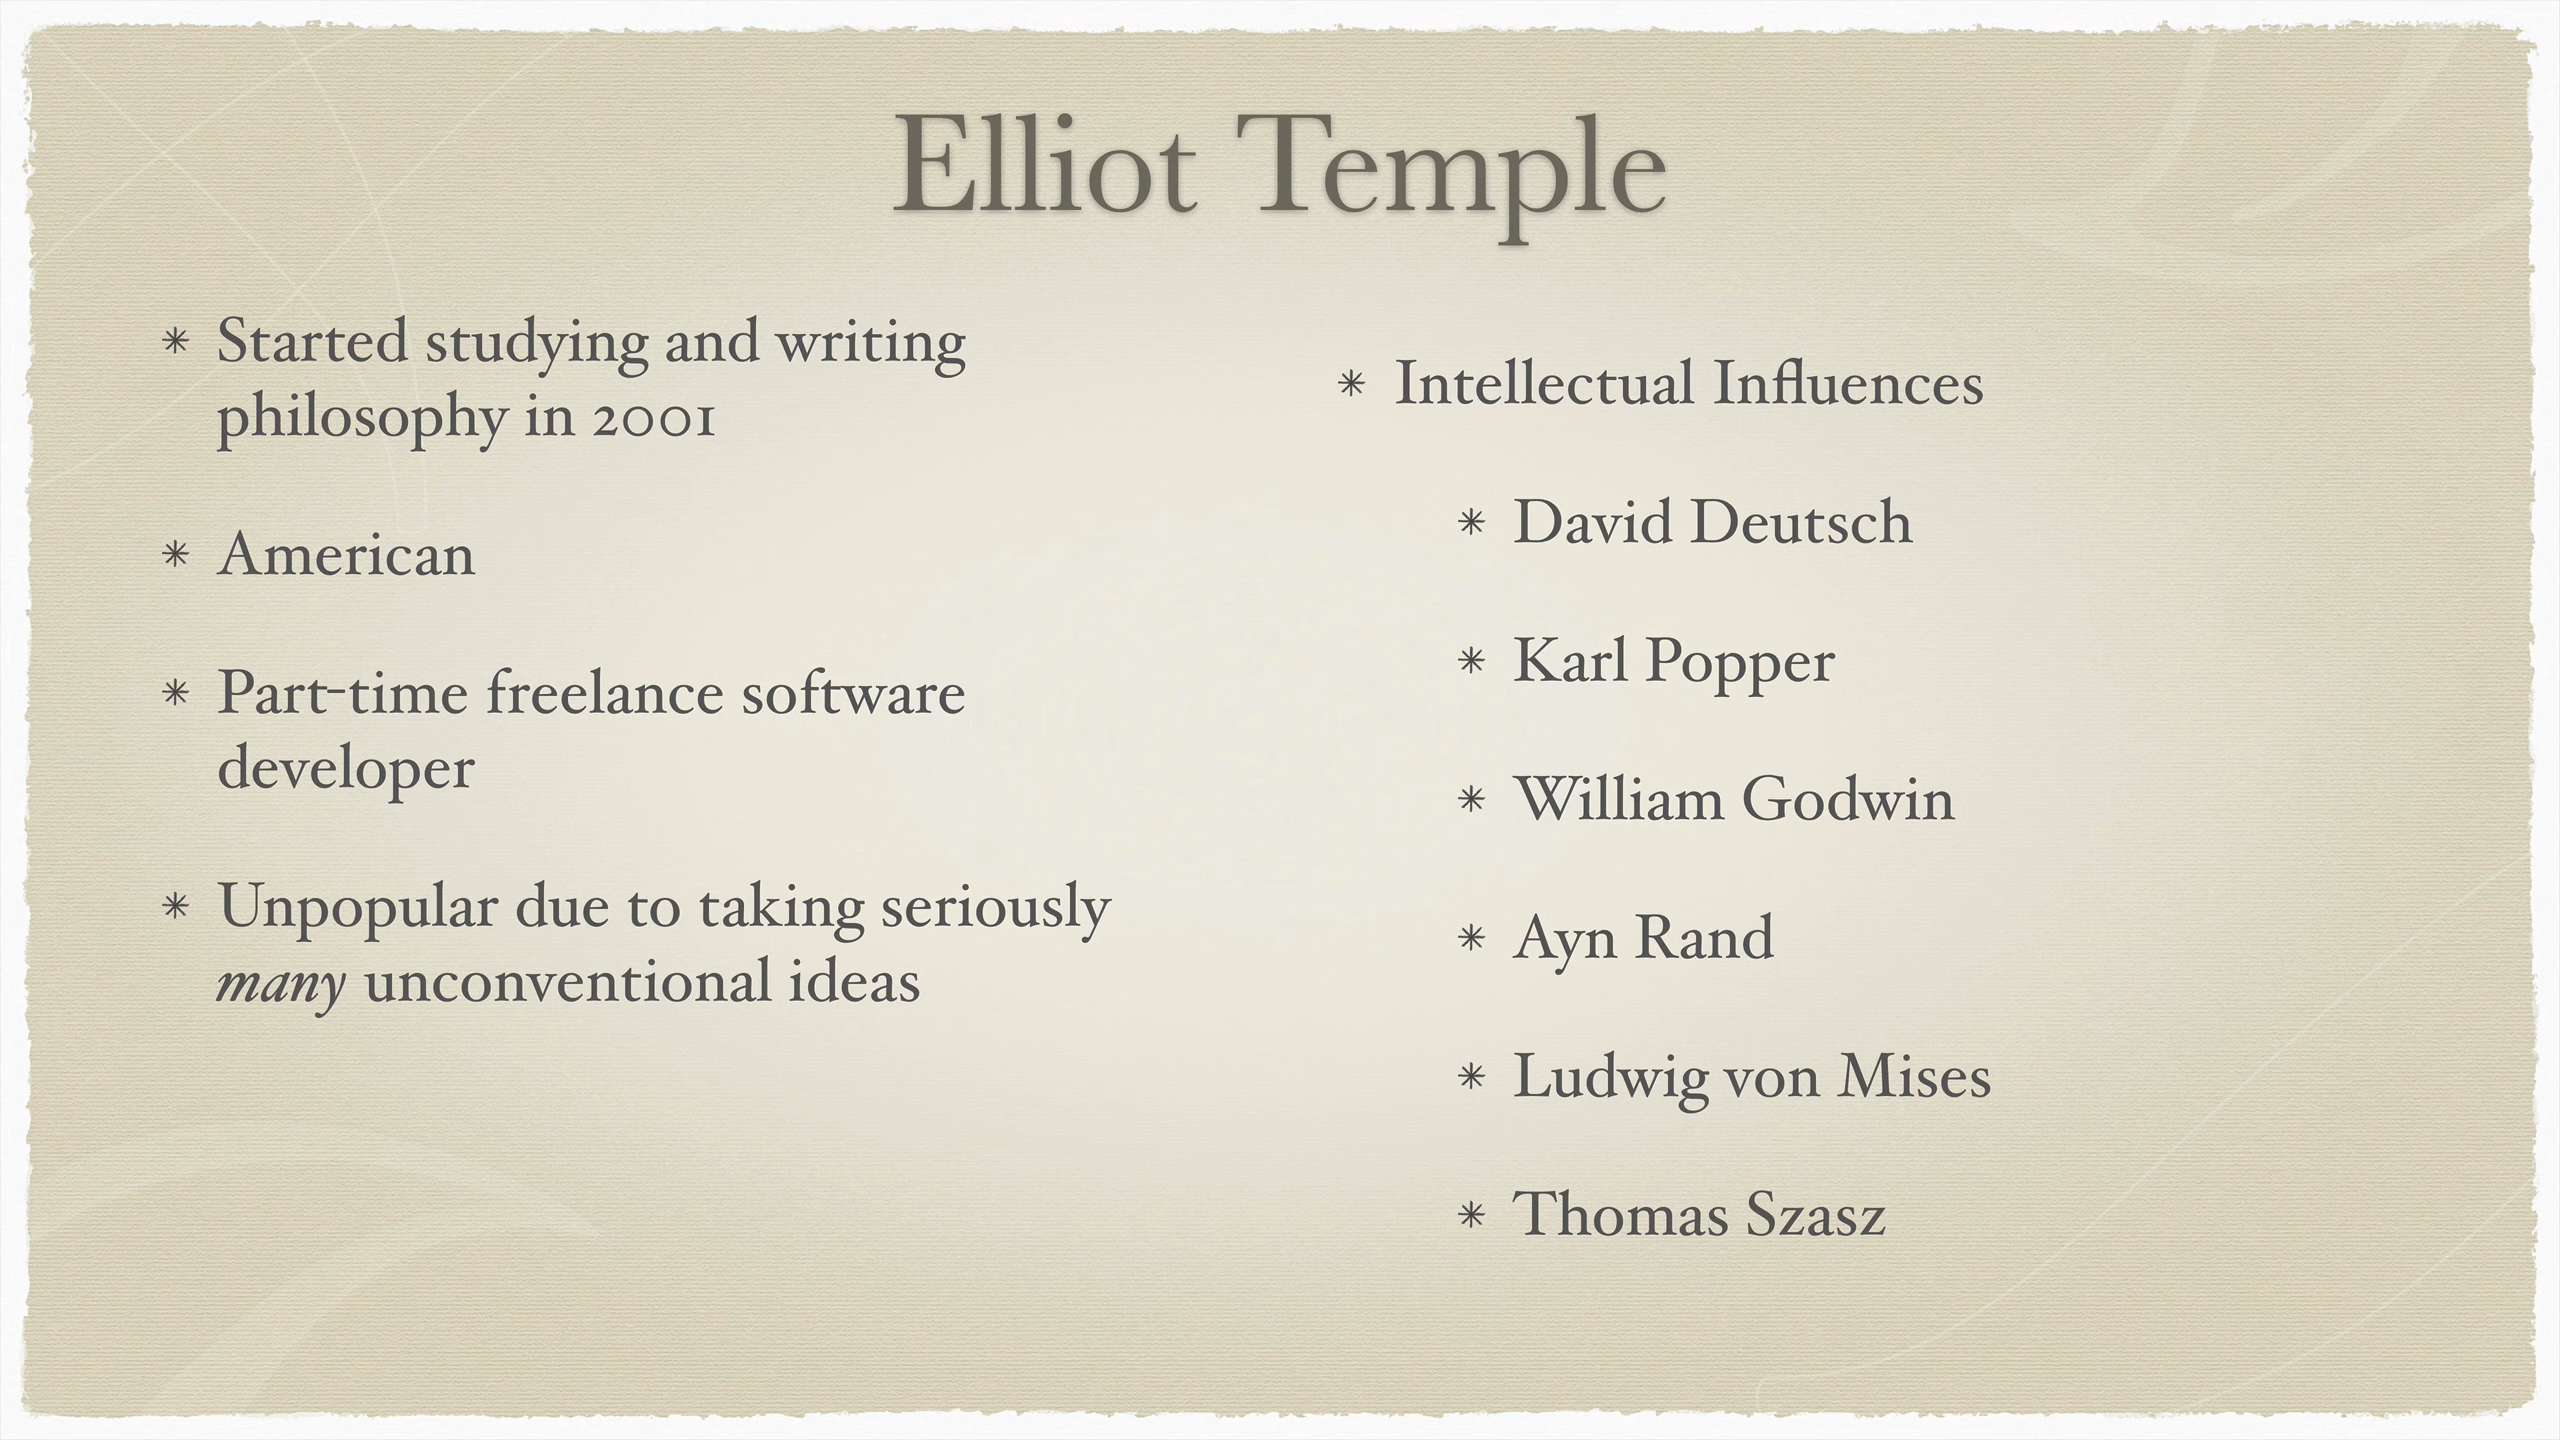 Elliot Temple
Started studying and writing
philosophy in 2001
American
Part-time freelance software
developer
Unpopular due to taking seriously
many unconventional ideas
Intellectual Influences
David Deutsch
Karl Popper
William Godwin
Ayn Rand
Ludwig von Mises
Thomas Szasz